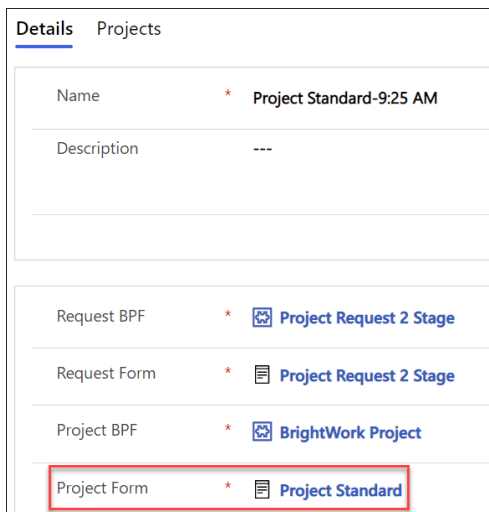 Details Projects
Name * Project Standard-9:25 AM
Description ---
Request BPF * Project Request 2 Stage
Request Form * Project Request 2 Stage
Project BPF * BrightWork Project
Project Form * Project Standard